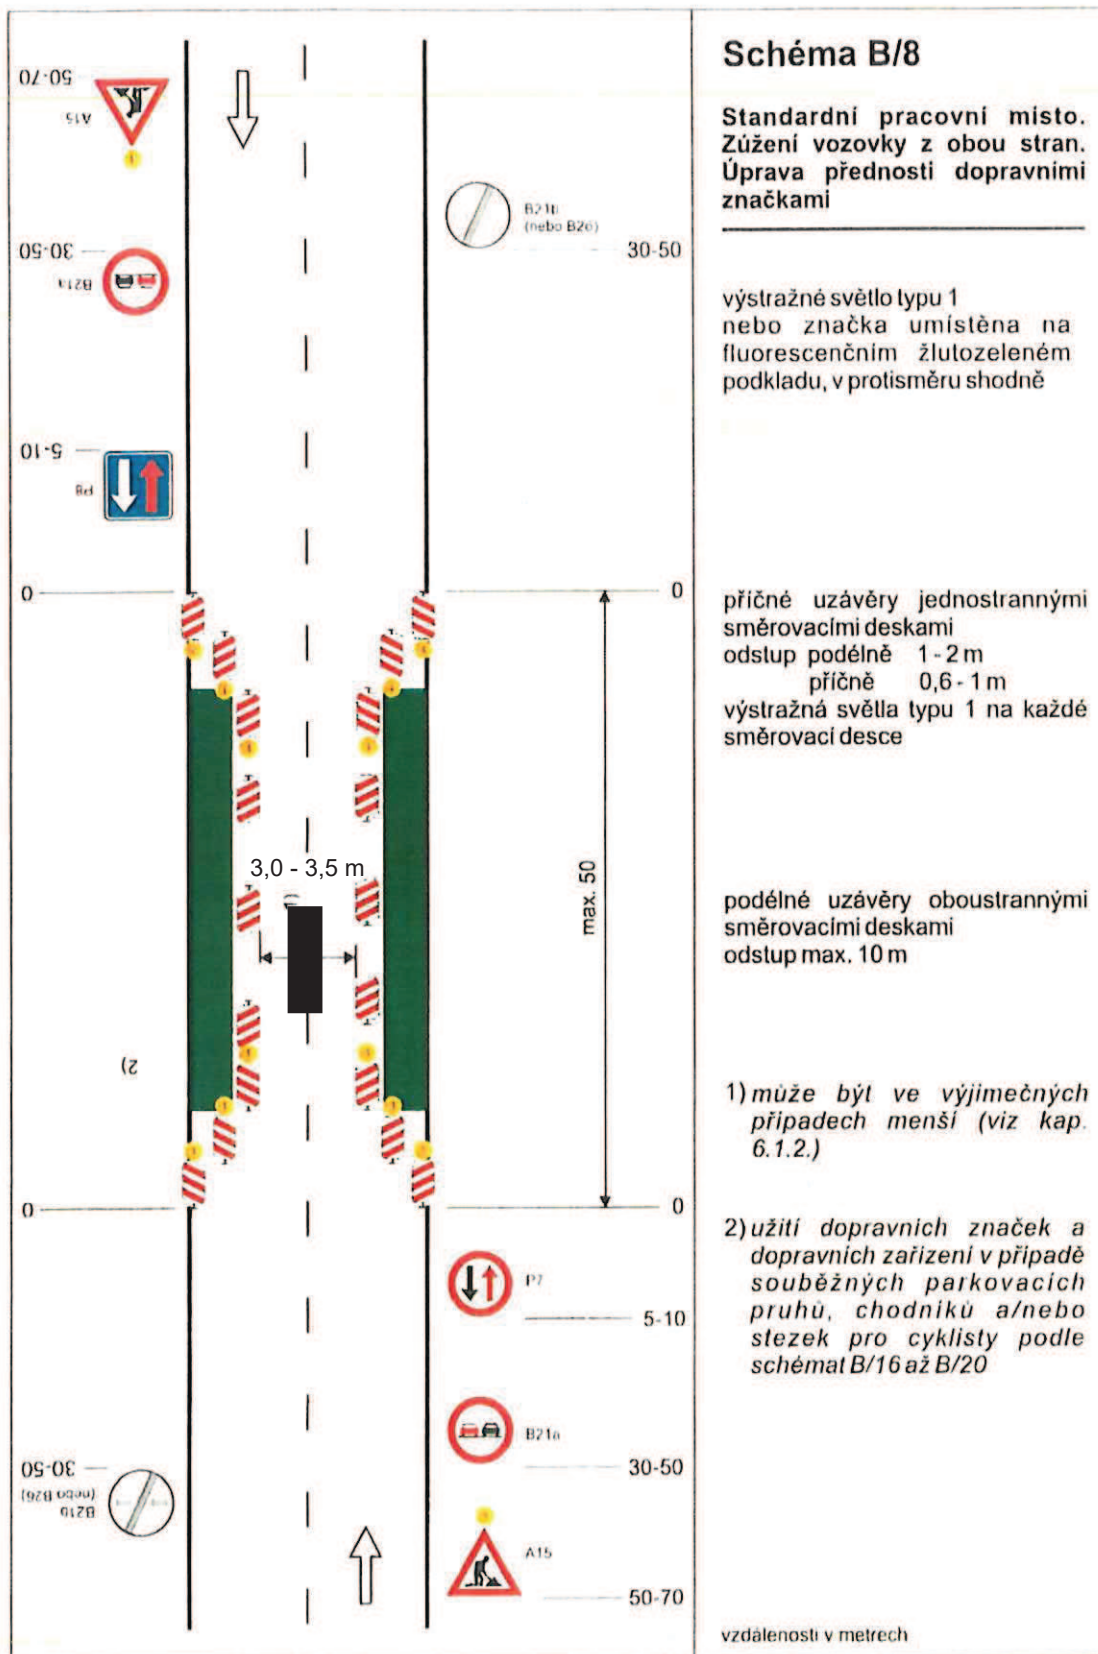 50-70
A15
30-50
B21a
5-10
P8
0
0
30-50
B21b
(nebo B26)
2)
B21b
(nebo B26)
30-50
0
0
3,0 - 3,5 m
max. 50
P7
5-10
B21a
30-50
A15
50-70
Schéma B/8
Standardní pracovní místo.
Zúžení vozovky z obou stran.
Úprava přednosti dopravními
značkami
výstražné světlo typu 1
nebo značka umístěna na
fluorescenčním žlutozeleném
podkladu, v protisměru shodně
příčné uzávěry jednostrannými
směrovacími deskami
odstup podélně 1 - 2 m
příčně 0,6 - 1 m
výstražná světla typu 1 na každé
směrovací desce
podélné uzávěry oboustrannými
směrovacími deskami
odstup max. 10 m
1) může být ve výjimečných
případech menší (viz kap.
6.1.2.)
2) užití dopravních značek a
dopravních zařízení v případě
souběžných parkovacích
pruhů, chodníků a/nebo
stezek pro cyklisty podle
schémat B/16 až B/20
vzdálenosti v metrech